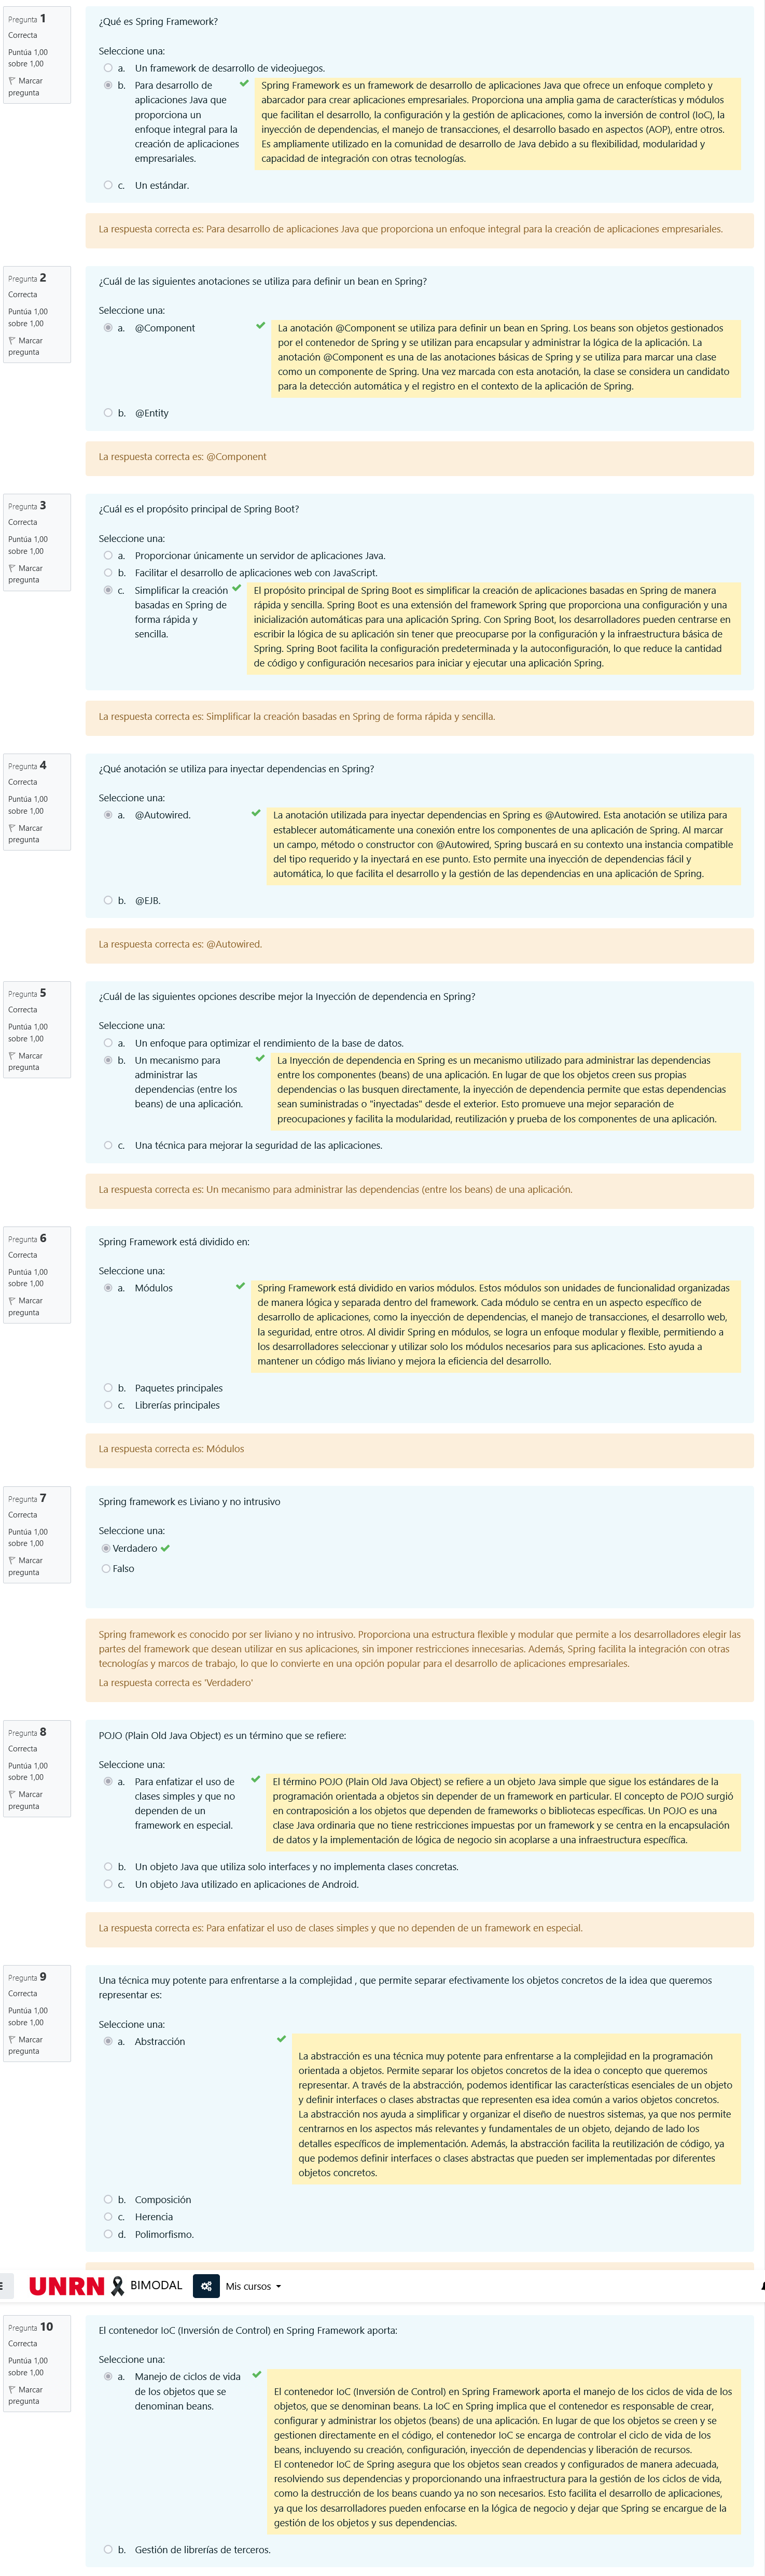 Pregunta 1
Correcta
Puntúa 1,00
sobre 1,00
Marcar
pregunta
¿Qué es Spring Framework?
Seleccione una:
a. Un framework de desarrollo de videojuegos.
b. Para desarrollo de
aplicaciones Java que
proporciona un
enfoque integral para la
creación de aplicaciones
empresariales.
Spring Framework es un framework de desarrollo de aplicaciones Java que ofrece un enfoque completo y
abarcador para crear aplicaciones empresariales. Proporciona una amplia gama de características y módulos
que facilitan el desarrollo, la configuración y la gestión de aplicaciones, como la inversión de control (IoC), la
inyección de dependencias, el manejo de transacciones, el desarrollo basado en aspectos (AOP), entre otros.
Es ampliamente utilizado en la comunidad de desarrollo de Java debido a su flexibilidad, modularidad y
capacidad de integración con otras tecnologías.
c. Un estándar.
La respuesta correcta es: Para desarrollo de aplicaciones Java que proporciona un enfoque integral para la creación de aplicaciones empresariales.
Pregunta 2
Correcta
Puntúa 1,00
sobre 1,00
Marcar
pregunta
¿Cuál de las siguientes anotaciones se utiliza para definir un bean en Spring?
Seleccione una:
a. @Component
La anotación @Component se utiliza para definir un bean en Spring. Los beans son objetos gestionados
por el contenedor de Spring y se utilizan para encapsular y administrar la lógica de la aplicación. La
anotación @Component es una de las anotaciones básicas de Spring y se utiliza para marcar una clase
como un componente de Spring. Una vez marcada con esta anotación, la clase se considera un candidato
para la detección automática y el registro en el contexto de la aplicación de Spring.
b. @Entity
La respuesta correcta es: @Component
Pregunta 3
Correcta
Puntúa 1,00
sobre 1,00
Marcar
pregunta
¿Cuál es el propósito principal de Spring Boot?
Seleccione una:
a. Proporcionar únicamente un servidor de aplicaciones Java.
b. Facilitar el desarrollo de aplicaciones web con JavaScript.
c. Simplificar la creación
basadas en Spring de
forma rápida y
sencilla.
El propósito principal de Spring Boot es simplificar la creación de aplicaciones basadas en Spring de manera
rápida y sencilla. Spring Boot es una extensión del framework Spring que proporciona una configuración y una
inicialización automáticas para una aplicación Spring. Con Spring Boot, los desarrolladores pueden centrarse en
escribir la lógica de su aplicación sin tener que preocuparse por la configuración y la infraestructura básica de
Spring. Spring Boot facilita la configuración predeterminada y la autoconfiguración, lo que reduce la cantidad
de código y configuración necesarios para iniciar y ejecutar una aplicación Spring.
La respuesta correcta es: Simplificar la creación basadas en Spring de forma rápida y sencilla.
Pregunta 4
Correcta
Puntúa 1,00
sobre 1,00
Marcar
pregunta
¿Qué anotación se utiliza para inyectar dependencias en Spring?
Seleccione una:
a. @Autowired.
La anotación utilizada para inyectar dependencias en Spring es @Autowired. Esta anotación se utiliza para
establecer automáticamente una conexión entre los componentes de una aplicación de Spring. Al marcar
un campo, método o constructor con @Autowired, Spring buscará en su contexto una instancia compatible
del tipo requerido y la inyectará en ese punto. Esto permite una inyección de dependencias fácil y
automática, lo que facilita el desarrollo y la gestión de las dependencias en una aplicación de Spring.
b. @EJB.
La respuesta correcta es: @Autowired.
Pregunta 5
Correcta
Puntúa 1,00
sobre 1,00
Marcar
pregunta
¿Cuál de las siguientes opciones describe mejor la Inyección de dependencia en Spring?
Seleccione una:
a. Un enfoque para optimizar el rendimiento de la base de datos.
b. Un mecanismo para
administrar las
dependencias (entre los
beans) de una aplicación.
La Inyección de dependencia en Spring es un mecanismo utilizado para administrar las dependencias
entre los componentes (beans) de una aplicación. En lugar de que los objetos creen sus propias
dependencias o las busquen directamente, la inyección de dependencia permite que estas dependencias
sean suministradas o "inyectadas" desde el exterior. Esto promueve una mejor separación de
preocupaciones y facilita la modularidad, reutilización y prueba de los componentes de una aplicación.
c. Una técnica para mejorar la seguridad de las aplicaciones.
La respuesta correcta es: Un mecanismo para administrar las dependencias (entre los beans) de una aplicación.
Pregunta 6
Correcta
Puntúa 1,00
sobre 1,00
Marcar
pregunta
Spring Framework está dividido en:
Seleccione una:
a. Módulos
Spring Framework está dividido en varios módulos. Estos módulos son unidades de funcionalidad organizadas
de manera lógica y separada dentro del framework. Cada módulo se centra en un aspecto específico de
desarrollo de aplicaciones, como la inyección de dependencias, el manejo de transacciones, el desarrollo web,
la seguridad, entre otros. Al dividir Spring en módulos, se logra un enfoque modular y flexible, permitiendo a
los desarrolladores seleccionar y utilizar solo los módulos necesarios para sus aplicaciones. Esto ayuda a
mantener un código más liviano y mejora la eficiencia del desarrollo.
b. Paquetes principales
c. Librerías principales
La respuesta correcta es: Módulos
Pregunta 7
Correcta
Puntúa 1,00
sobre 1,00
Marcar
pregunta
Spring framework es Liviano y no intrusivo
Seleccione una:
Verdadero
Falso
Spring framework es conocido por ser liviano y no intrusivo. Proporciona una estructura flexible y modular que permite a los desarrolladores elegir las
partes del framework que desean utilizar en sus aplicaciones, sin imponer restricciones innecesarias. Además, Spring facilita la integración con otras
tecnologías y marcos de trabajo, lo que lo convierte en una opción popular para el desarrollo de aplicaciones empresariales.
La respuesta correcta es 'Verdadero'
Pregunta 8
Correcta
Puntúa 1,00
sobre 1,00
Marcar
pregunta
POJO (Plain Old Java Object) es un término que se refiere:
Seleccione una:
a. Para enfatizar el uso de
clases simples y que no
dependen de un
framework en especial.
El término POJO (Plain Old Java Object) se refiere a un objeto Java simple que sigue los estándares de la
programación orientada a objetos sin depender de un framework en particular. El concepto de POJO surgió
en contraposición a los objetos que dependen de frameworks o bibliotecas específicas. Un POJO es una
clase Java ordinaria que no tiene restricciones impuestas por un framework y se centra en la encapsulación
de datos y la implementación de lógica de negocio sin acoplarse a una infraestructura específica.
b. Un objeto Java que utiliza solo interfaces y no implementa clases concretas.
c. Un objeto Java utilizado en aplicaciones de Android.
La respuesta correcta es: Para enfatizar el uso de clases simples y que no dependen de un framework en especial.
Pregunta 9
Correcta
Puntúa 1,00
sobre 1,00
Marcar
pregunta
Una técnica muy potente para enfrentarse a la complejidad , que permite separar efectivamente los objetos concretos de la idea que queremos
representar es:
Seleccione una:
a. Abstracción
La abstracción es una técnica muy potente para enfrentarse a la complejidad en la programación
orientada a objetos. Permite separar los objetos concretos de la idea o concepto que queremos
representar. A través de la abstracción, podemos identificar las características esenciales de un objeto
y definir interfaces o clases abstractas que representen esa idea común a varios objetos concretos.
La abstracción nos ayuda a simplificar y organizar el diseño de nuestros sistemas, ya que nos permite
centrarnos en los aspectos más relevantes y fundamentales de un objeto, dejando de lado los
detalles específicos de implementación. Además, la abstracción facilita la reutilización de código, ya
que podemos definir interfaces o clases abstractas que pueden ser implementadas por diferentes
objetos concretos.
b. Composición
c. Herencia
d. Polimorfismo.
UNRN BIMODAL Mis cursos
Pregunta 10
Correcta
Puntúa 1,00
sobre 1,00
Marcar
pregunta
El contenedor IoC (Inversión de Control) en Spring Framework aporta:
Seleccione una:
a. Manejo de ciclos de vida
de los objetos que se
denominan beans.
El contenedor IoC (Inversión de Control) en Spring Framework aporta el manejo de los ciclos de vida de los
objetos, que se denominan beans. La IoC en Spring implica que el contenedor es responsable de crear,
configurar y administrar los objetos (beans) de una aplicación. En lugar de que los objetos se creen y se
gestionen directamente en el código, el contenedor IoC se encarga de controlar el ciclo de vida de los
beans, incluyendo su creación, configuración, inyección de dependencias y liberación de recursos.
El contenedor IoC de Spring asegura que los objetos sean creados y configurados de manera adecuada,
resolviendo sus dependencias y proporcionando una infraestructura para la gestión de los ciclos de vida,
como la destrucción de los beans cuando ya no son necesarios. Esto facilita el desarrollo de aplicaciones,
ya que los desarrolladores pueden enfocarse en la lógica de negocio y dejar que Spring se encargue de la
gestión de los objetos y sus dependencias.
b. Gestión de librerías de terceros.